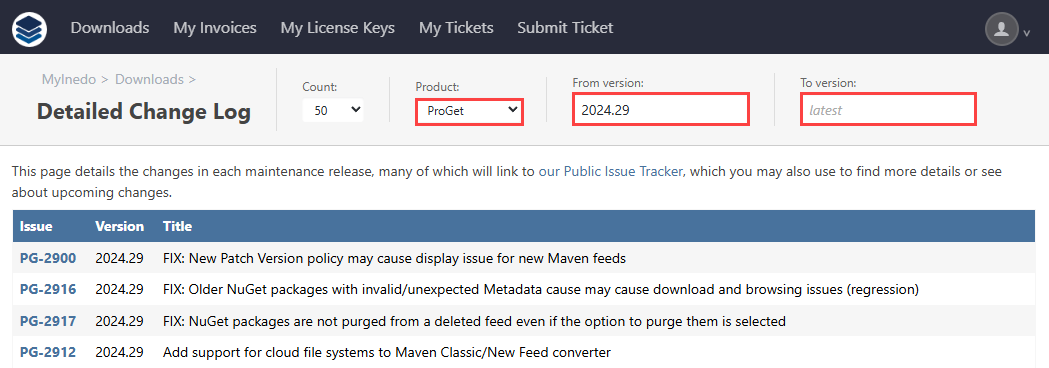 Downloads My Invoices My License Keys My Tickets Submit Ticket
MyInedo > Downloads >
Detailed Change Log
Count:
50
Product:
ProGet
From version:
2024.29
To version:
latest
This page details the changes in each maintenance release, many of which will link to our Public Issue Tracker, which you may also use to find more details or see
about upcoming changes.
Issue Version Title
PG-2900 2024.29 FIX: New Patch Version policy may cause display issue for new Maven feeds
PG-2916 2024.29 FIX: Older NuGet packages with invalid/unexpected Metadata cause may cause download and browsing issues (regression)
PG-2917 2024.29 FIX: NuGet packages are not purged from a deleted feed even if the option to purge them is selected
PG-2912 2024.29 Add support for cloud file systems to Maven Classic/New Feed converter